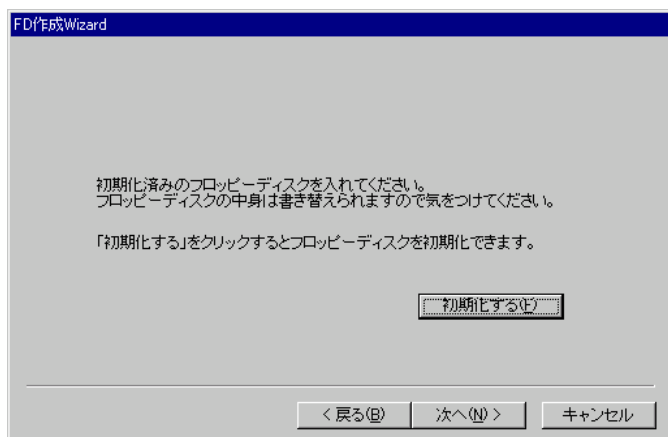 FD作成Wizard
初期化済みのフロッピーディスクを入れてください。
フロッピーディスクの中身は書き替えられますので気をつけてください。
「初期化する」をクリックするとフロッピーディスクを初期化できます。
初期化する(F)
< 戻る(B)
次へ(N) >
キャンセル